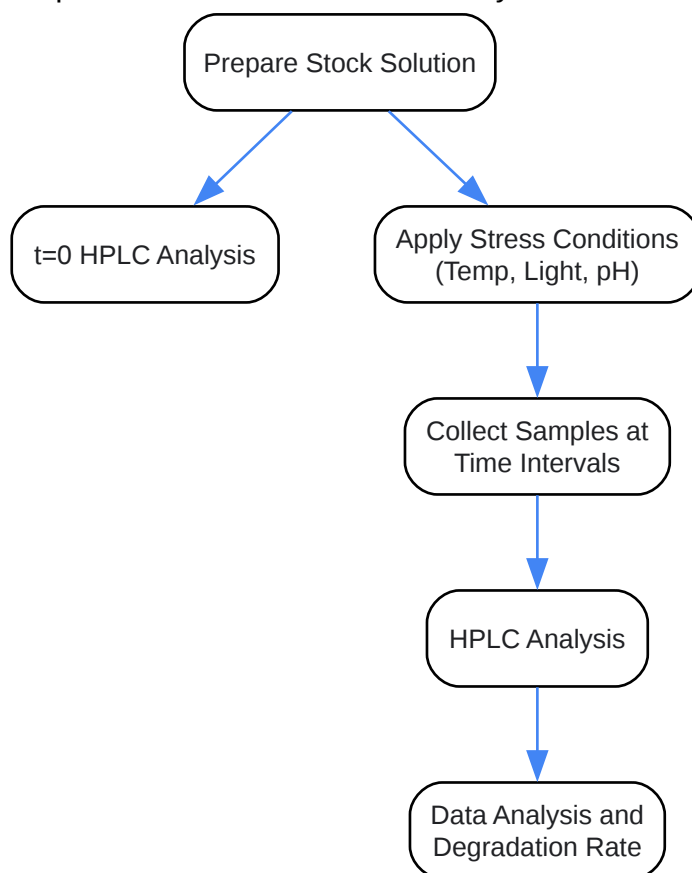 Prepare Stock Solution
t=0 HPLC Analysis
Apply Stress Conditions
(Temp, Light, pH)
Collect Samples at
Time Intervals
HPLC Analysis
Data Analysis and
Degradation Rate